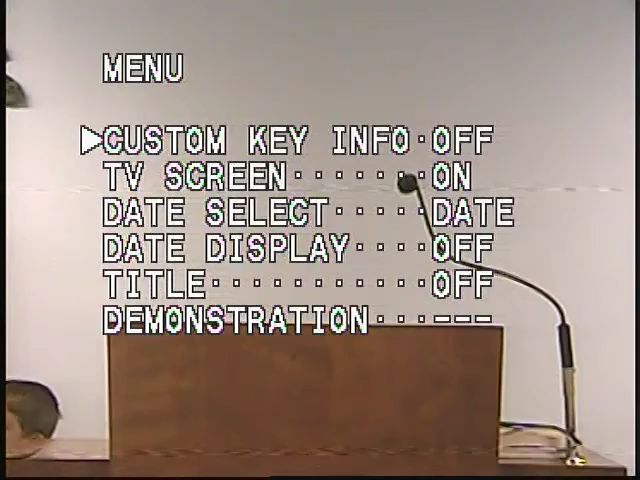 MENU
▶CUSTOM KEY INFO·OFF
TV SCREEN·······ON
DATE SELECT·····DATE
DATE DISPLAY····OFF
TITLE···········OFF
DEMONSTRATION···---